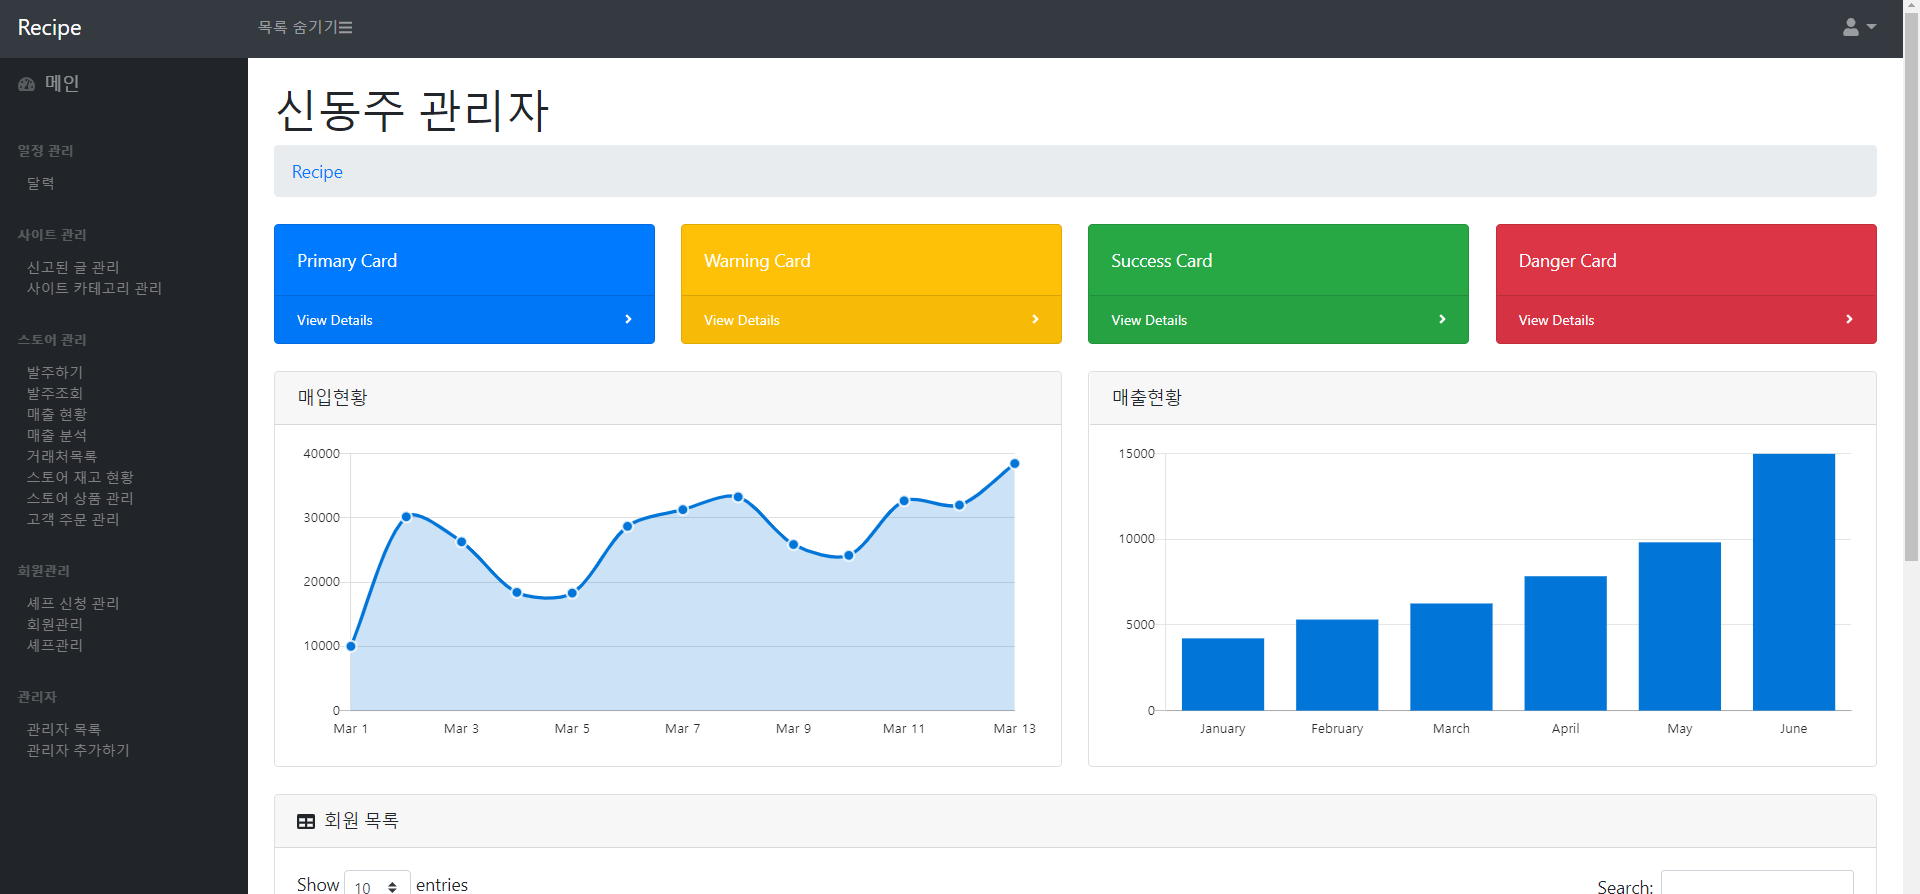 Recipe
목록 숨기기
메인
일정 관리
달력
사이트 관리
신고된 글 관리
사이트 카테고리 관리
스토어 관리
발주하기
발주조회
매출 현황
매출 분석
거래처목록
스토어 재고 현황
스토어 상품 관리
고객 주문 관리
회원관리
셰프 신청 관리
회원관리
셰프관리
관리자
관리자 목록
관리자 추가하기
신동주 관리자
Recipe
Primary Card
View Details
Warning Card
View Details
Success Card
View Details
Danger Card
View Details
매입현황
40000
30000
20000
10000
0
Mar 1 Mar 3 Mar 5 Mar 7 Mar 9 Mar 11 Mar 13
매출현황
15000
10000
5000
0
January February March April May June
회원 목록
Show 10 entries
Search: